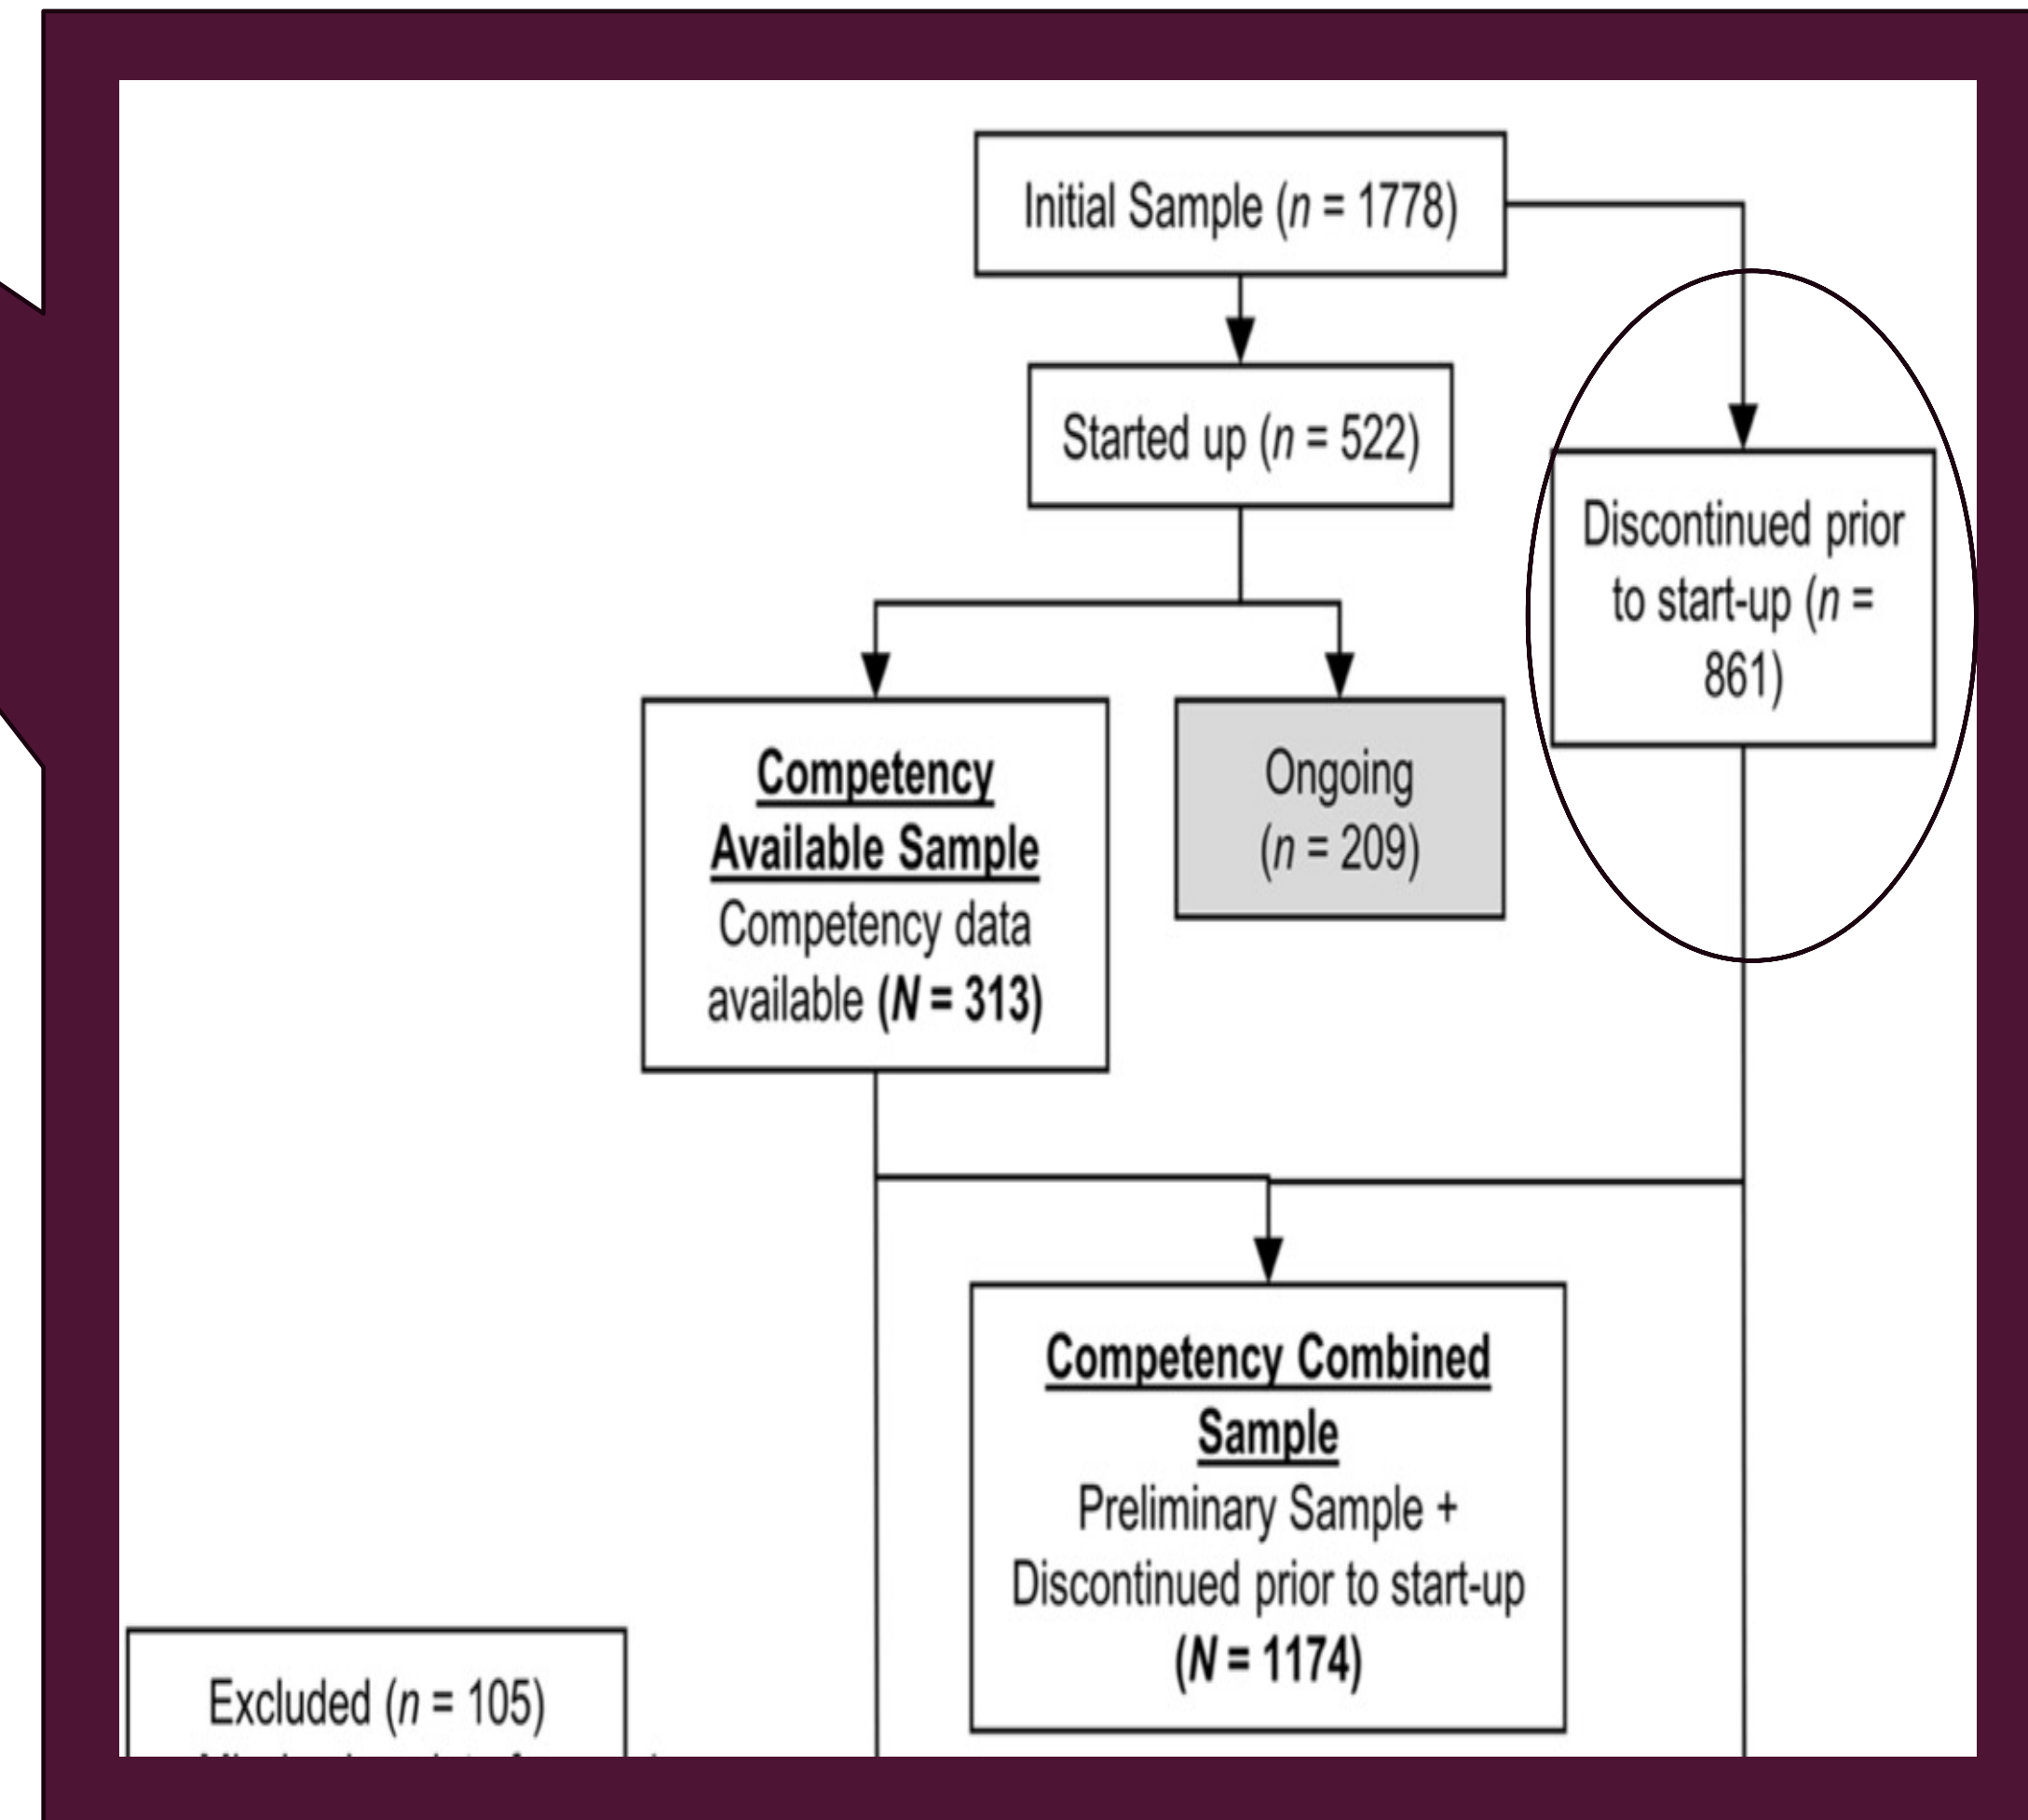 Initial Sample (n = 1778)
Started up (n = 522)
Discontinued prior
to start-up (n =
861)
Competency
Available Sample
Competency data
available (N = 313)
Ongoing
(n = 209)
Competency Combined
Sample
Preliminary Sample +
Discontinued prior to start-up
(N = 1174)
Excluded (n = 105)